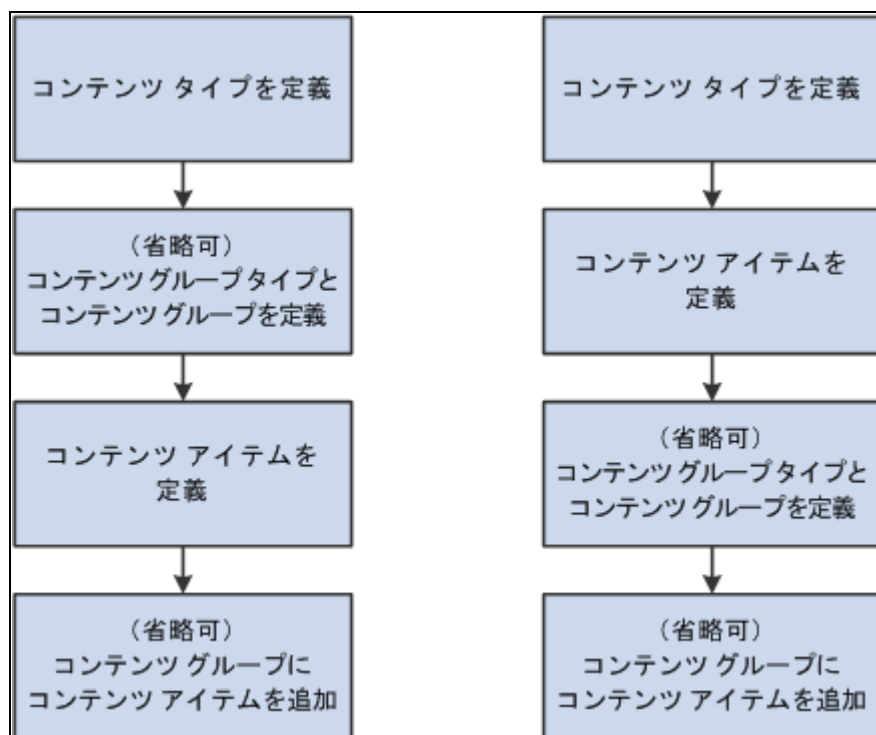 コンテンツ タイプを定義
(省略可)
コンテンツ グループ タイプと
コンテンツ グループを定義
コンテンツ アイテムを
定義
(省略可)
コンテンツ グループに
コンテンツ アイテムを追加
コンテンツ タイプを定義
コンテンツ アイテムを
定義
(省略可)
コンテンツ グループ タイプと
コンテンツ グループを定義
(省略可)
コンテンツ グループに
コンテンツ アイテムを追加